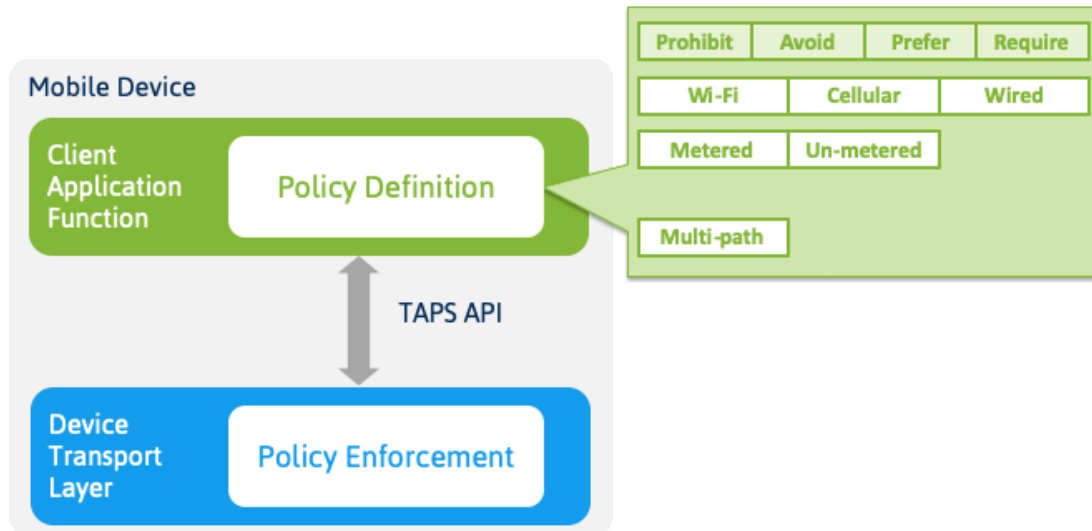 Prohibit Avoid Prefer Require
Mobile Device
Wi-Fi Cellular Wired
Client
Application
Function
Policy Definition
Metered Un-metered
Multi-path
TAPS API
Device
Transport
Layer
Policy Enforcement